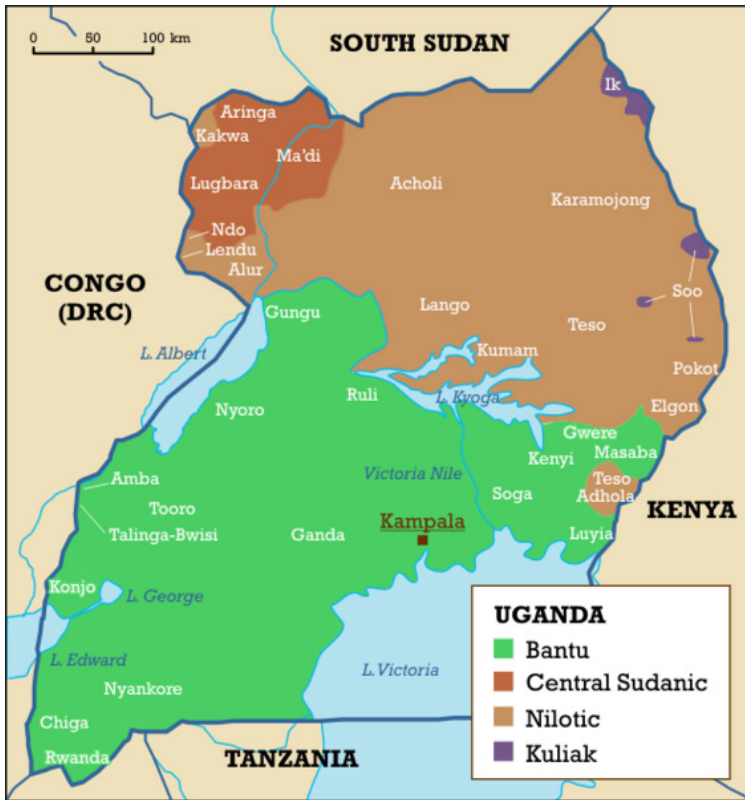 0 50 100 km
SOUTH SUDAN
Ik
Aringa
Kakwa
Ma'di
Lugbara
Acholi
Karamojong
Ndo
Lendu
Alur
CONGO
(DRC)
Soo
Gungu
Lango
Teso
L. Albert
Kumam
Pokot
Nyoro
Ruli
L. Kyoga
Elgon
Gwere
Masaba
Kenyi
Amba
Victoria Nile
Teso
Adhola
Tooro
Soga
KENYA
Talinga-Bwisi
Kampala
Ganda
Luyia
Konjo
L. George
L. Edward
L. Victoria
Nyankore
Chiga
Rwanda
TANZANIA
UGANDA
Bantu
Central Sudanic
Nilotic
Kuliak